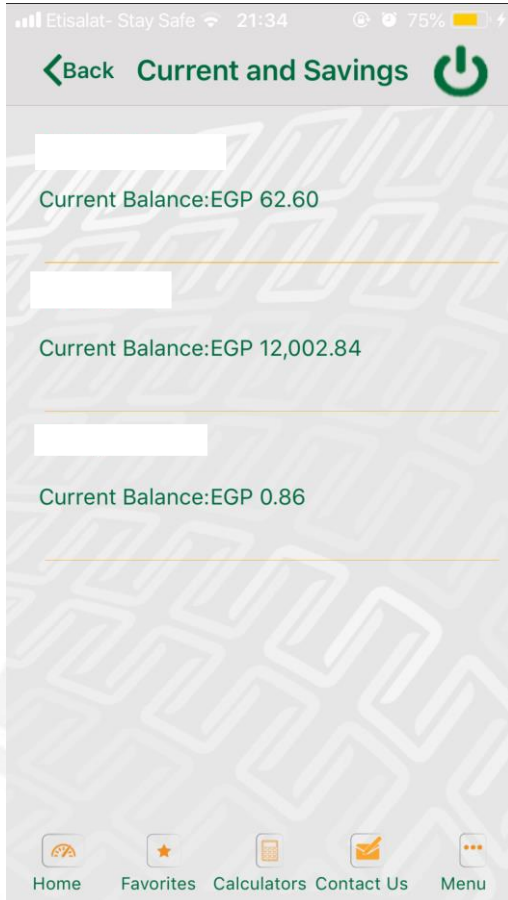 Etisalat- Stay Safe 21:34 75%
Back Current and Savings
Current Balance:EGP 62.60
Current Balance:EGP 12,002.84
Current Balance:EGP 0.86
Home Favorites Calculators Contact Us Menu